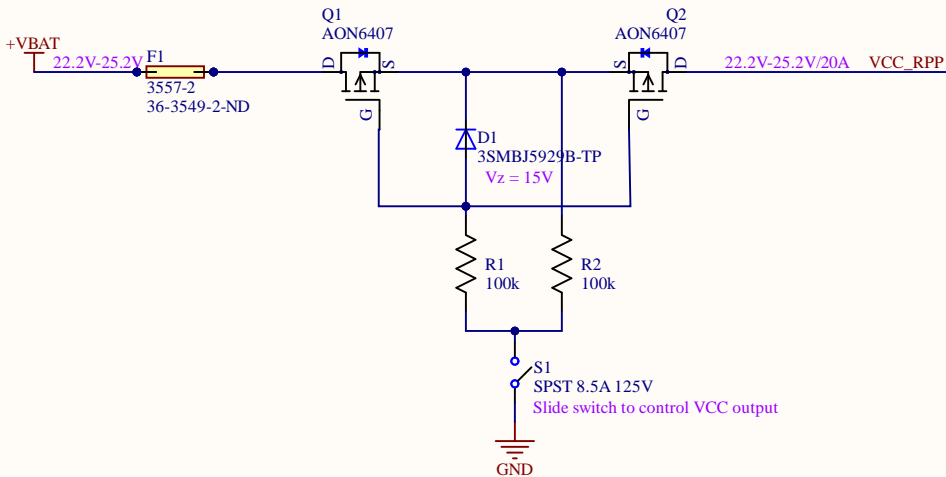 Q1
AON6407
Q2
AON6407
+VBAT
22.2V-25.2V
F1
3557-2
36-3549-2-ND
D
S
G
S
D
G
22.2V-25.2V/20A
VCC_RPP
D1
3SMBJ5929B-TP
Vz = 15V
R1
100k
R2
100k
S1
SPST 8.5A 125V
Slide switch to control VCC output
GND